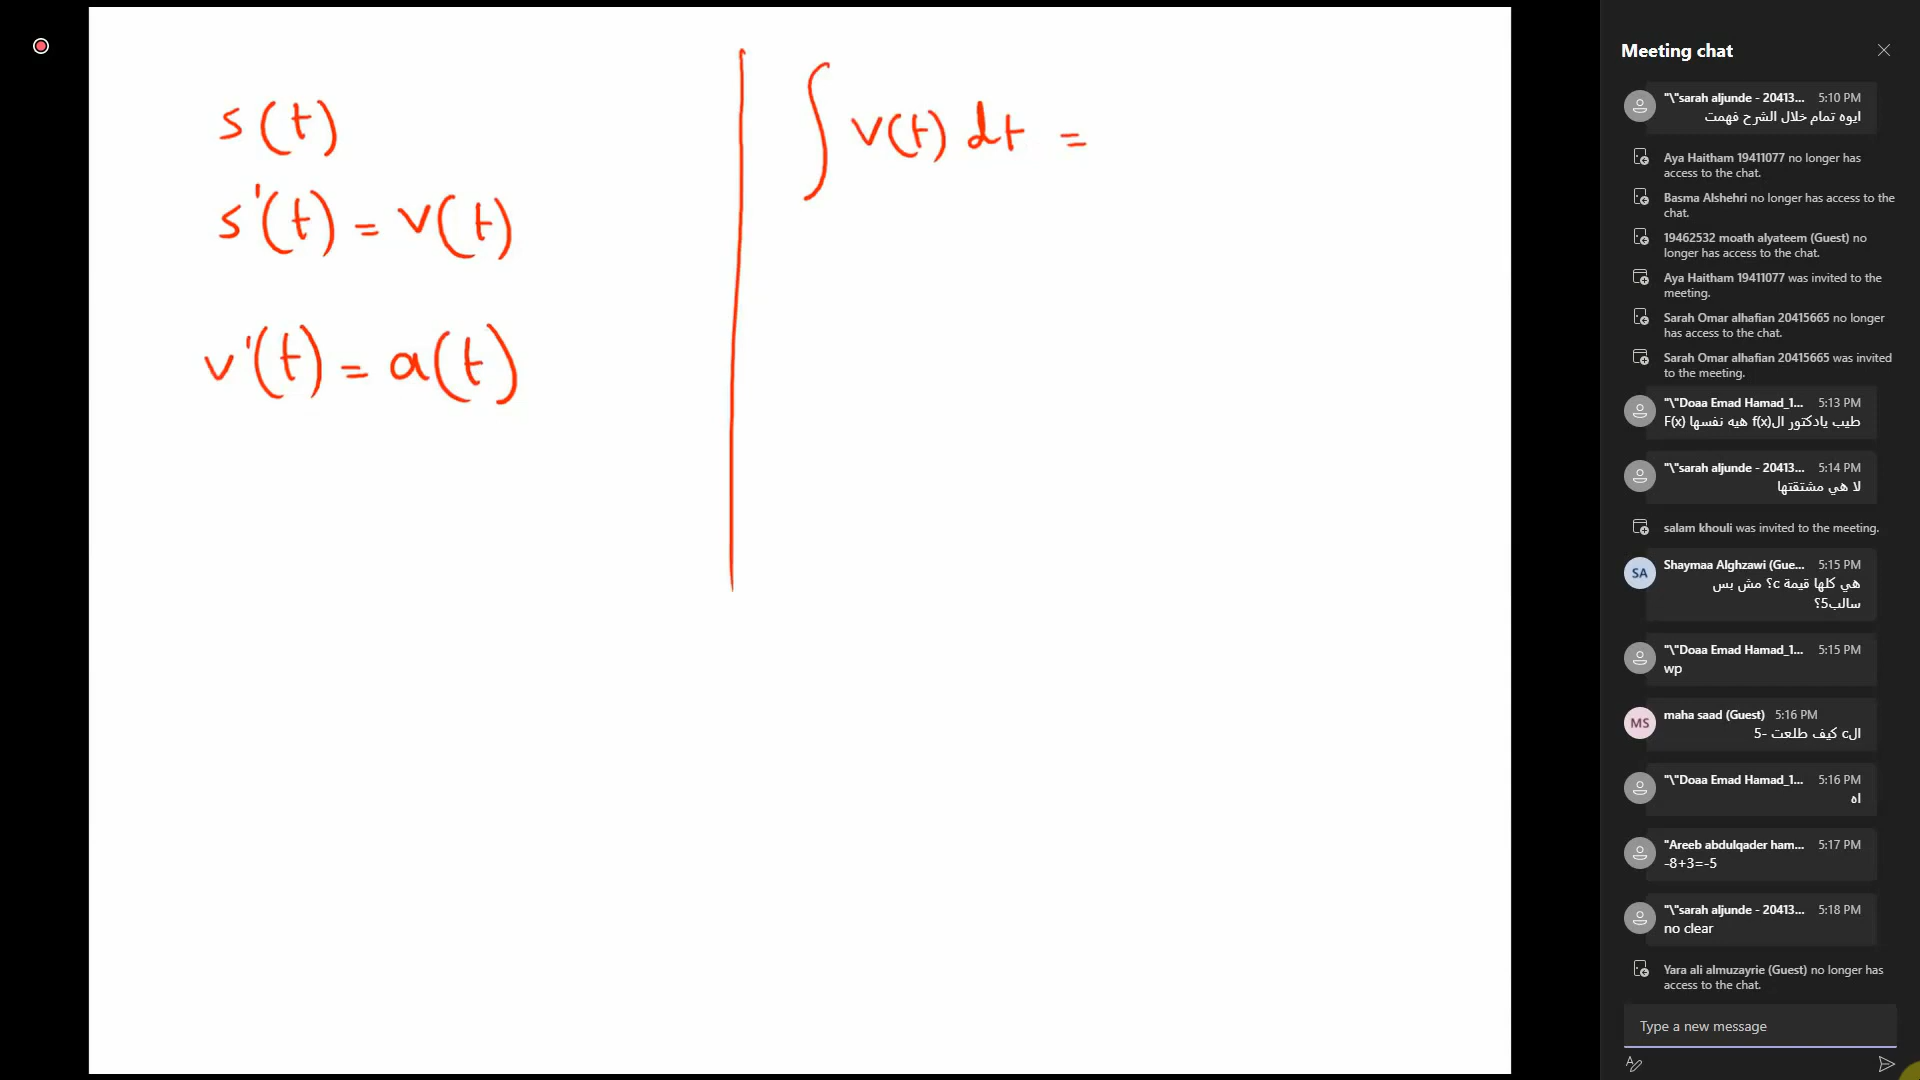 s(t)
s'(t) = v(t)
v'(t) = a(t)
∫ v(t) dt =
Meeting chat
"\"sarah aljunde - 20413... 5:10 PM
ايوه تمام خلال الشرح فهمت
Aya Haitham 19411077 no longer has
access to the chat.
Basma Alshehri no longer has access to the
chat.
19462532 moath alyateem (Guest) no
longer has access to the chat.
Aya Haitham 19411077 was invited to the
meeting.
Sarah Omar alhafian 20415665 no longer
has access to the chat.
Sarah Omar alhafian 20415665 was invited
to the meeting.
"\"Doaa Emad Hamad_1... 5:13 PM
طيب يادكتور الf(x) هيه نفسها F(x)
"\"sarah aljunde - 20413... 5:14 PM
لا هي مشتقتها
salam khouli was invited to the meeting.
SA
Shaymaa Alghzawi (Gue... 5:15 PM
هي كلها قيمة c؟ مش بس
سالب5؟
"\"Doaa Emad Hamad_1... 5:15 PM
wp
MS
maha saad (Guest) 5:16 PM
الc كيف طلعت -5
"\"Doaa Emad Hamad_1... 5:16 PM
اه
"Areeb abdulqader ham... 5:17 PM
-8+3=-5
"\"sarah aljunde - 20413... 5:18 PM
no clear
Yara ali almuzayrie (Guest) no longer has
access to the chat.
Type a new message